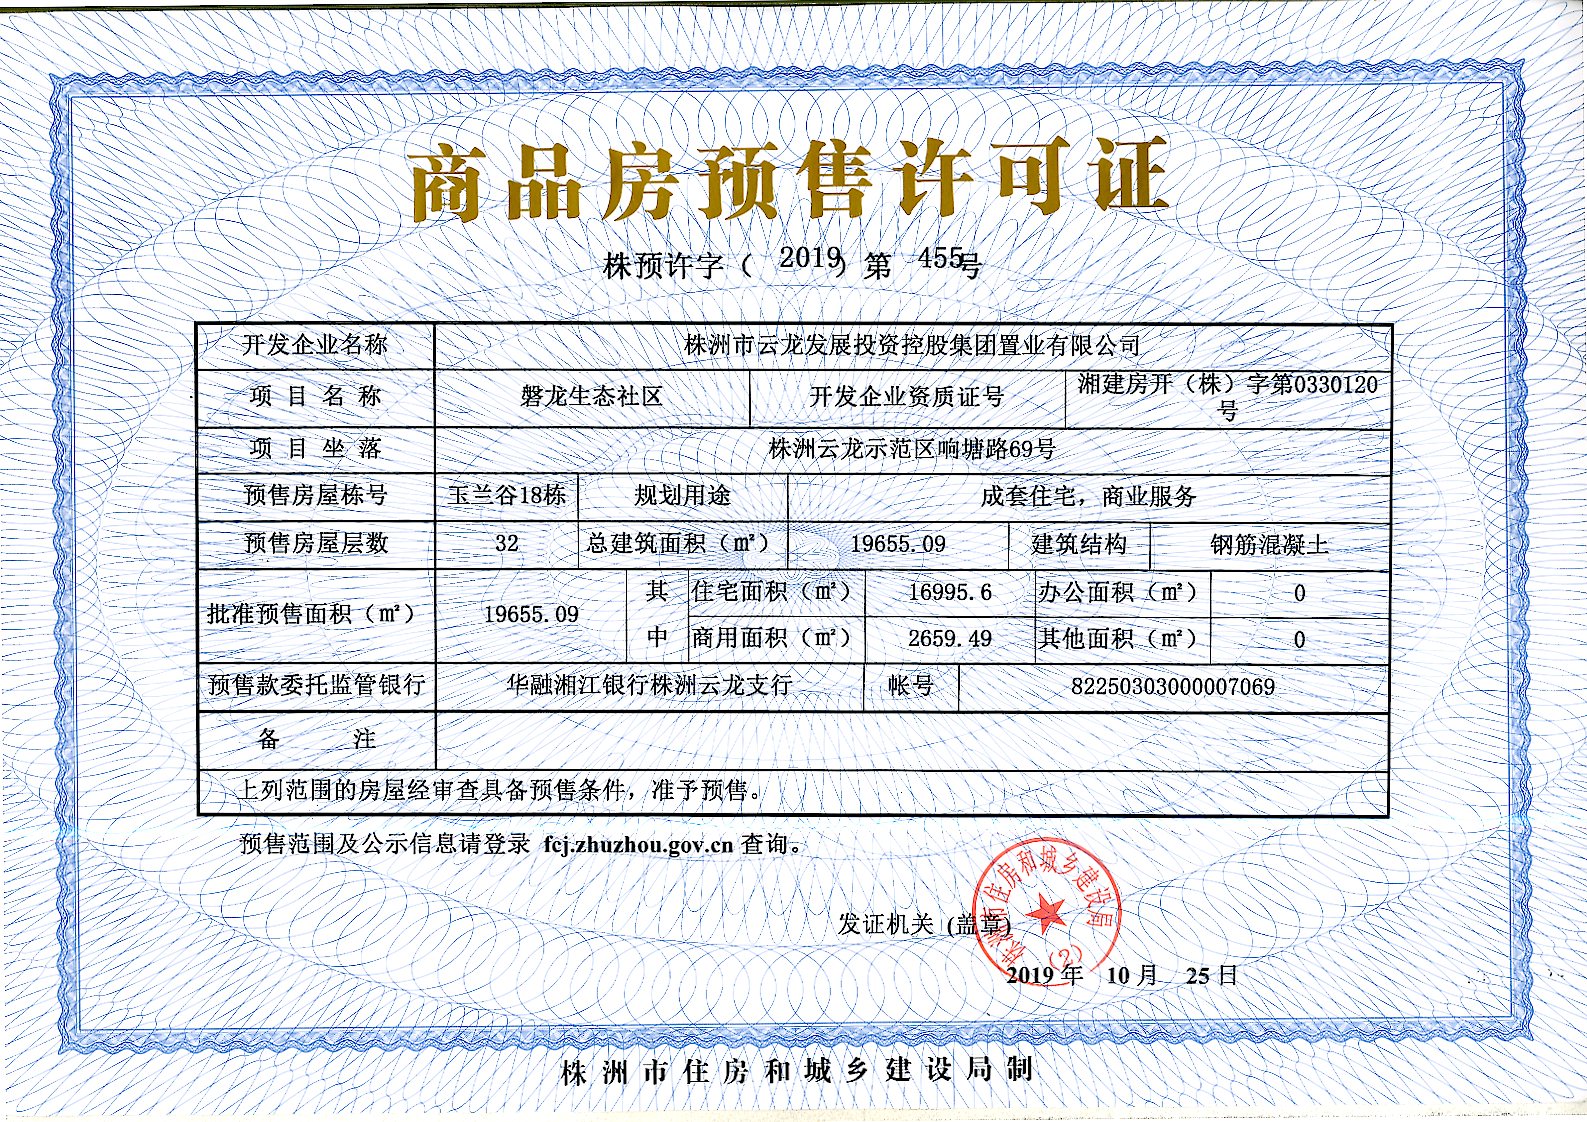 商品房预售许可证
株预许字（2019）第 455号
开发企业名称 株洲市云龙发展投资控股集团置业有限公司
项目名称 磐龙生态社区 开发企业资质证号 湘建房开（株）字第0330120号
项目坐落 株洲云龙示范区响塘路69号
预售房屋栋号 玉兰谷18栋 规划用途 成套住宅，商业服务
预售房屋层数 32 总建筑面积（㎡） 19655.09 建筑结构 钢筋混凝土
批准预售面积（㎡） 19655.09 其中 住宅面积（㎡） 16995.6 办公面积（㎡） 0
商用面积（㎡） 2659.49 其他面积（㎡） 0
预售款委托监管银行 华融湘江银行株洲云龙支行 帐号 82250303000007069
备注
上列范围的房屋经审查具备预售条件，准予预售。
预售范围及公示信息请登录 fcj.zhuzhou.gov.cn 查询。
株洲市住房和城乡建设局
(2)
发证机关 (盖章)
2019 年 10 月 25 日
株洲市住房和城乡建设局制